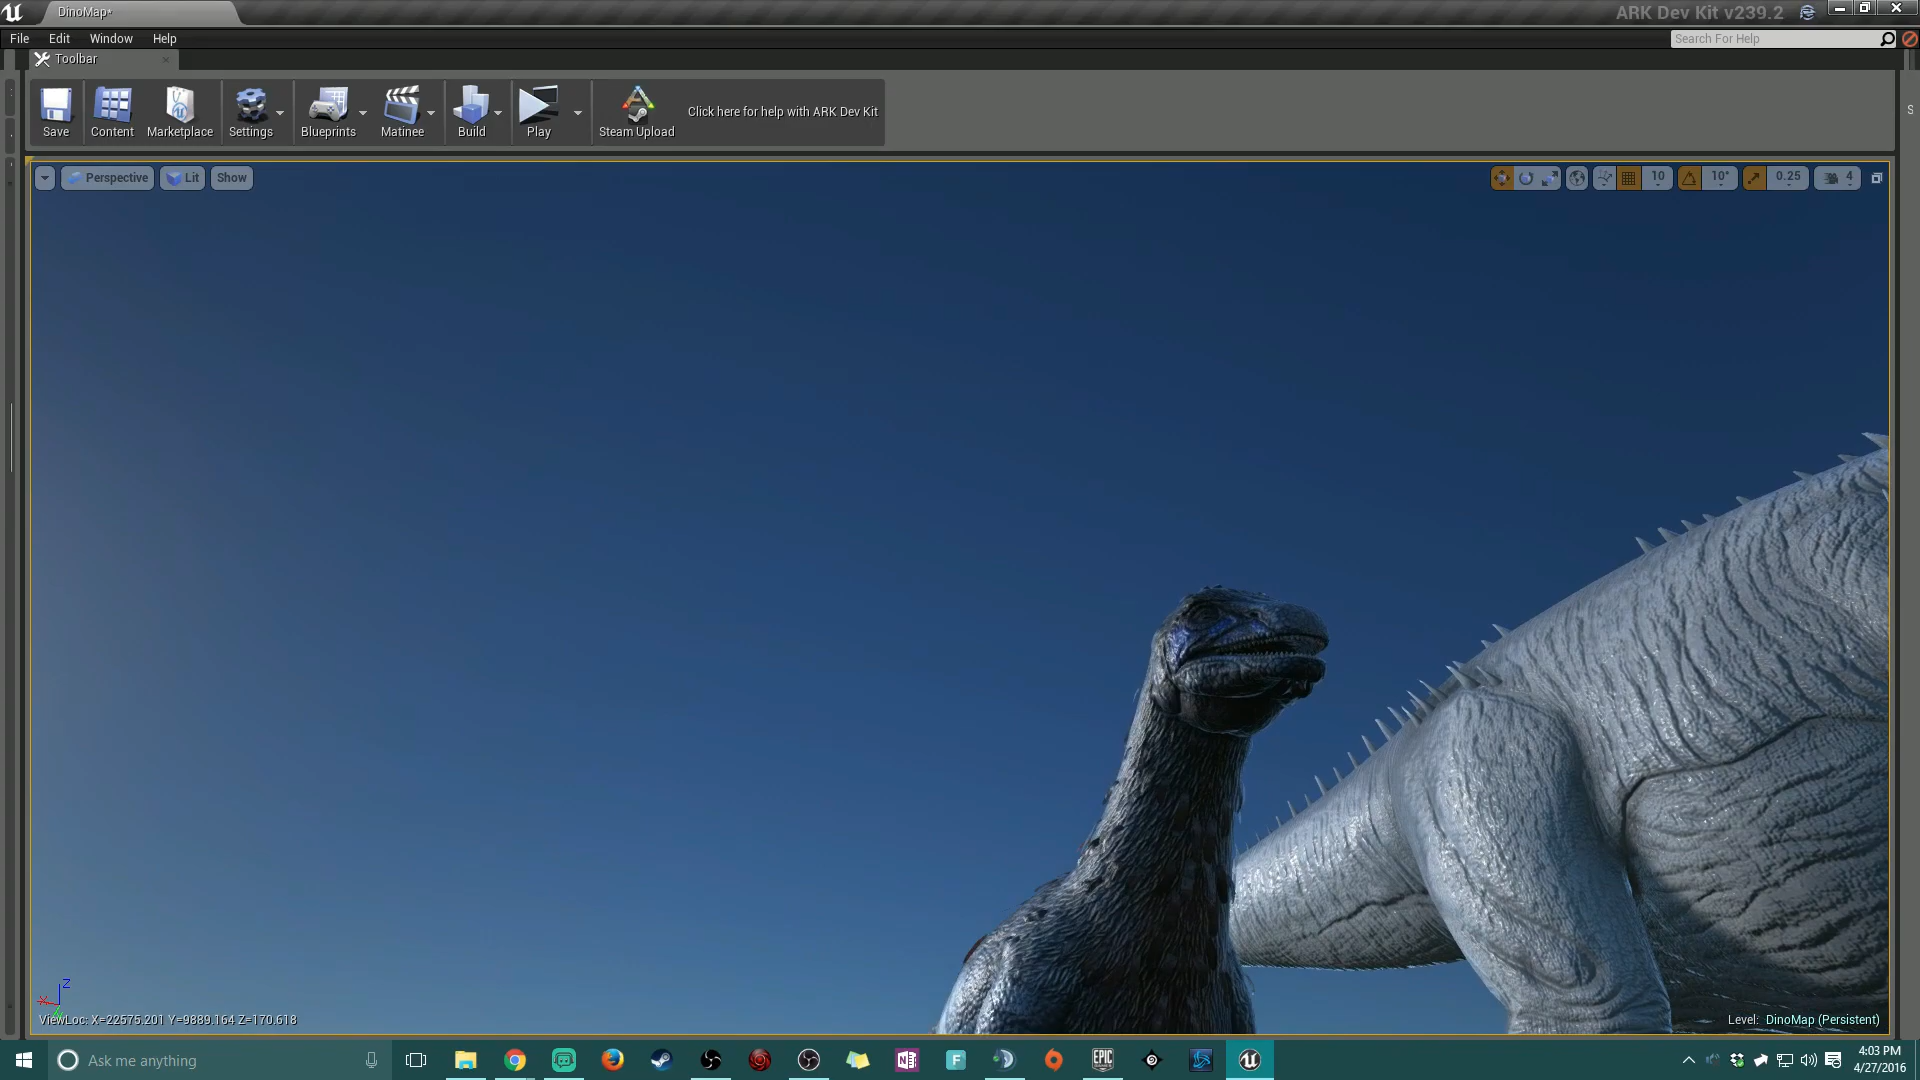 DinoMap*
ARK Dev Kit v239.2
File Edit Window Help
Search For Help
Toolbar
Save Content Marketplace Settings Blueprints Matinee Build Play Steam Upload Click here for help with ARK Dev Kit
S
Perspective Lit Show
10 10° 0.25 4
Z
X
ViewLoc: X=22575.201 Y=9889.164 Z=170.618
Level: DinoMap (Persistent)
Ask me anything
EPIC
4:03 PM
4/27/2016